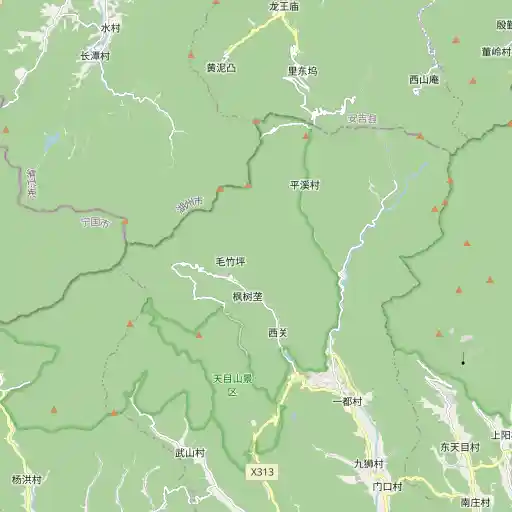 龙王庙
水村
长潭村
黄泥凸
里东坞
西山庵
董岭村
安吉县
平溪村
湖州市
宁国市
毛竹坪
枫树垄
西关
天目山景
区
一都村
武山村
九狮村
X313
门口村
杨洪村
东天目村
南庄村
上阳